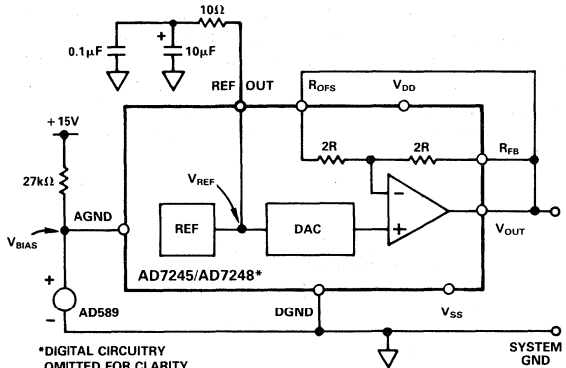 10Ω
0.1μF
+
10μF
REF OUT
R_OFS
V_DD
+15V
2R
2R
R_FB
27kΩ
V_REF
AGND
−
REF
DAC
+
V_BIAS
V_OUT
AD7245/AD7248*
+
AD589
DGND
V_SS
−
*DIGITAL CIRCUITRY
OMITTED FOR CLARITY
SYSTEM
GND